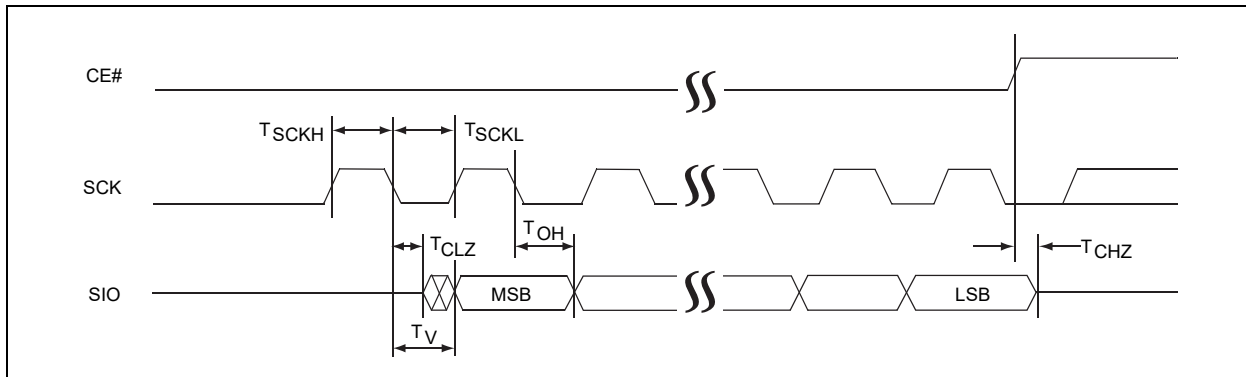 CE#
TSCKH
TSCKL
SCK
TOH
TCLZ
TCHZ
SIO
MSB
LSB
TV